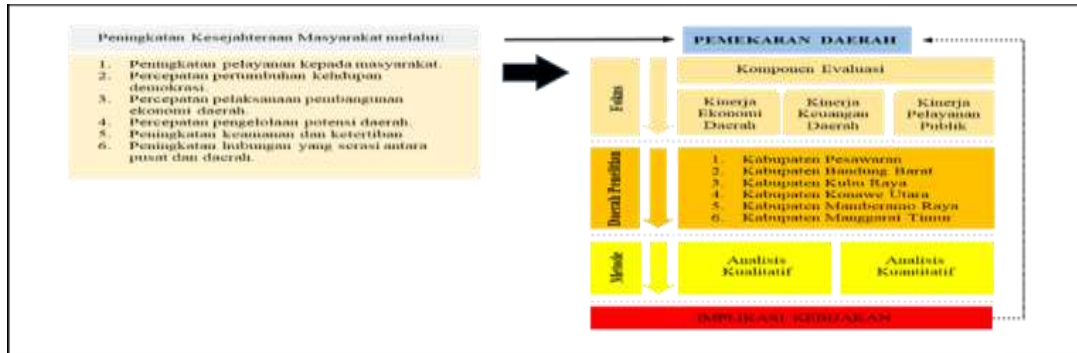 Peningkatan Kesejahteraan Masyarakat melalui:
1. Peningkatan pelayanan kepada masyarakat.
2. Percepatan pertumbuhan kehidupan
demokrasi.
3. Percepatan pelaksanaan pembangunan
ekonomi daerah.
4. Percepatan pengelolaan potensi daerah.
5. Peningkatan keamanan dan ketertiban
6. Peningkatan hubungan yang serasi antara
pusat dan daerah.
PEMEKARAN DAERAH
Fokus
Komponen Evaluasi
Kinerja
Ekonomi
Daerah
Kinerja
Keuangan
Daerah
Kinerja
Pelayanan
Publik
Daerah Penelitian
1. Kabupaten Pesawaran
2. Kabupaten Bandung Barat
3. Kabupaten Kubu Raya
4. Kabupaten Konawe Utara
5. Kabupaten Mamberamo Raya
6. Kabupaten Manggarai Timur
Metode
Analisis
Kualitatif
Analisis
Kuantitatif
IMPLIKASI KEBIJAKAN